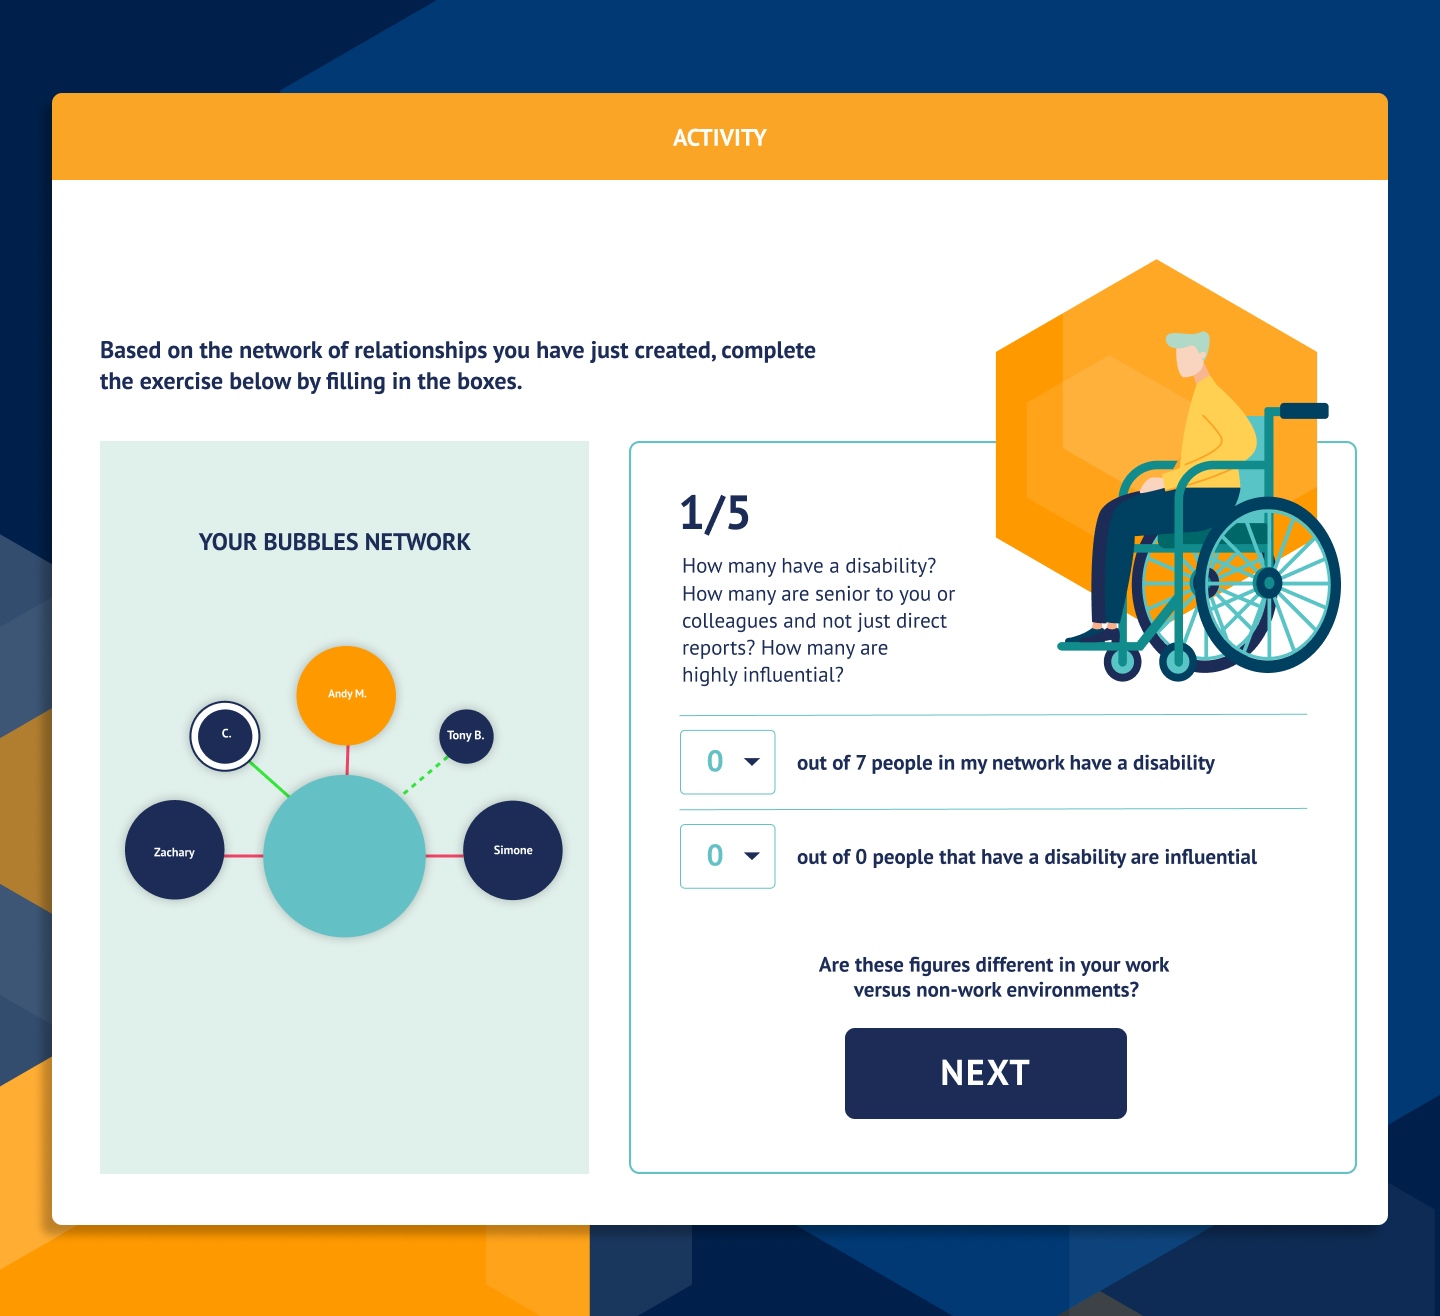 ACTIVITY
Based on the network of relationships you have just created, complete
the exercise below by filling in the boxes.
YOUR BUBBLES NETWORK
Andy M.
C.
Tony B.
Zachary
Simone
1/5
How many have a disability?
How many are senior to you or
colleagues and not just direct
reports? How many are
highly influential?
0 out of 7 people in my network have a disability
0 out of 0 people that have a disability are influential
Are these figures different in your work
versus non-work environments?
NEXT